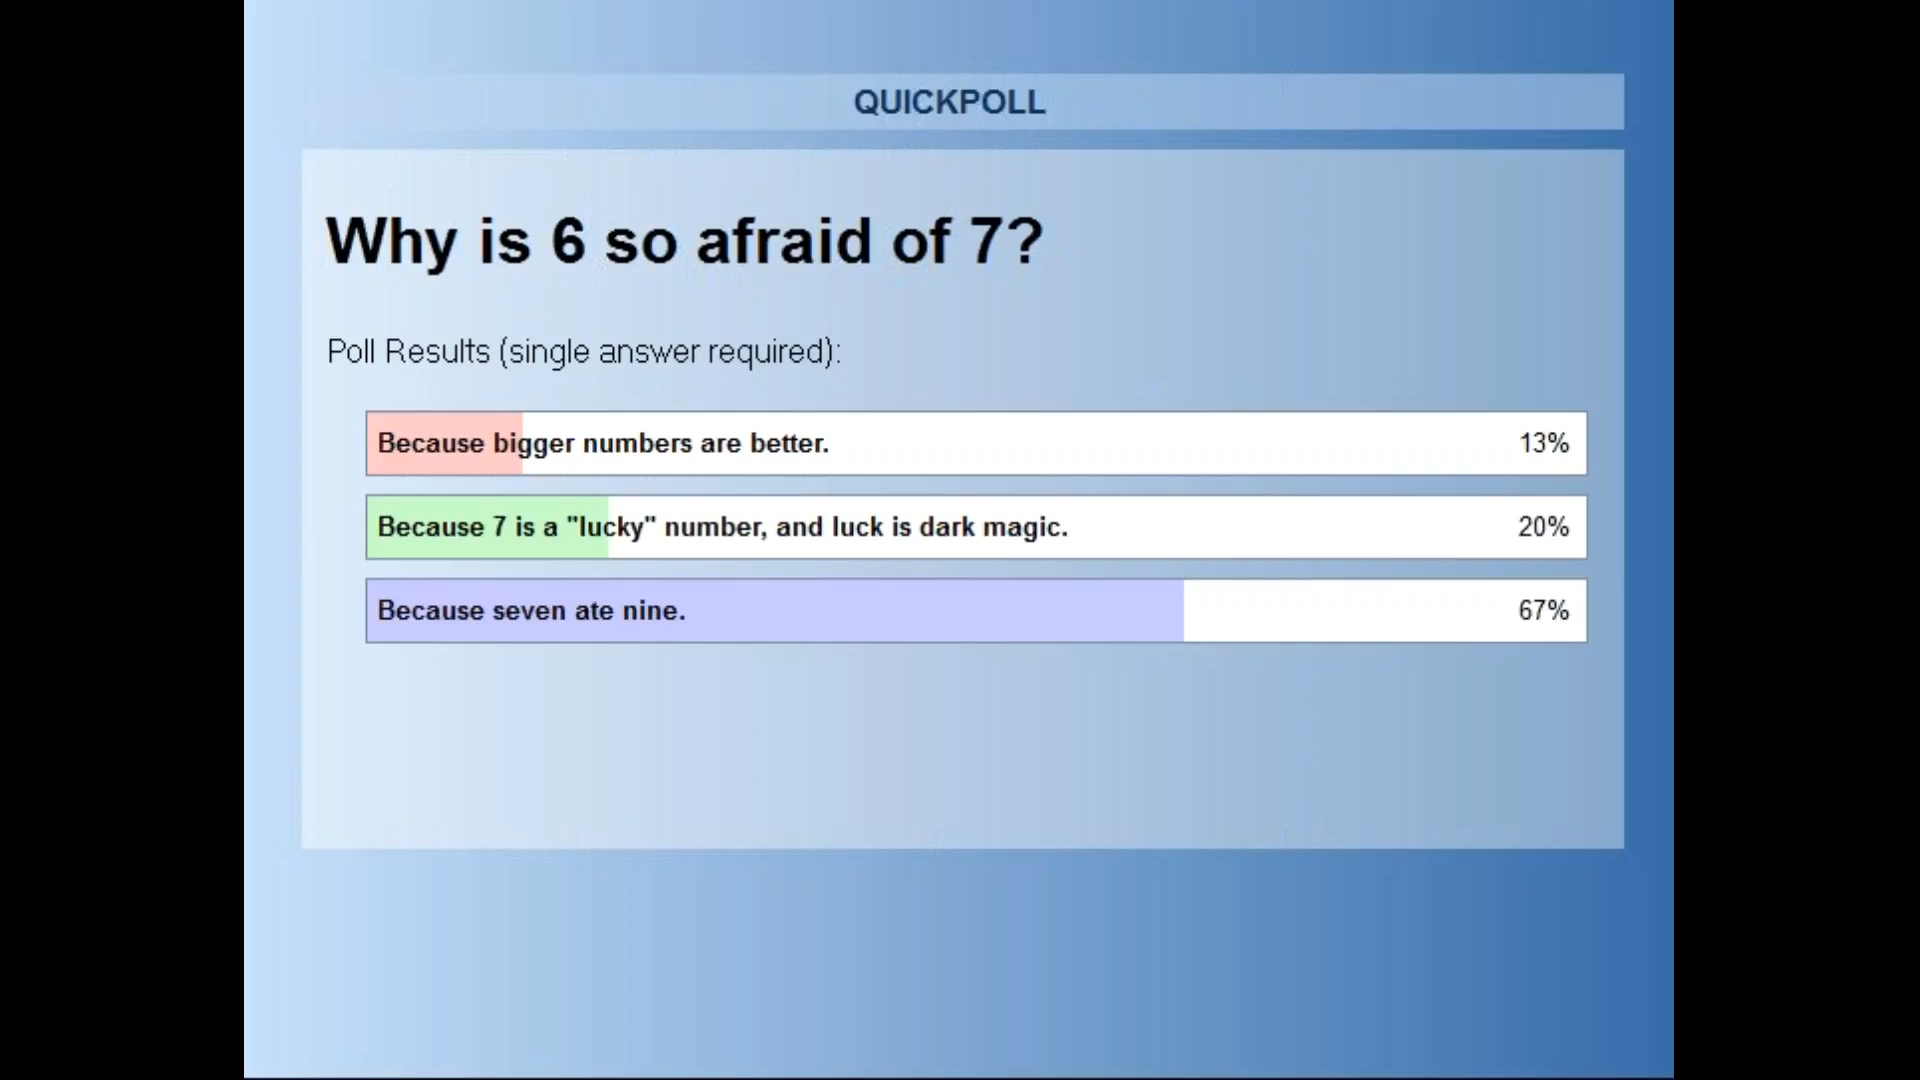 QUICKPOLL
Why is 6 so afraid of 7?
Poll Results (single answer required):
Because bigger numbers are better. 13%
Because 7 is a "lucky" number, and luck is dark magic. 20%
Because seven ate nine. 67%